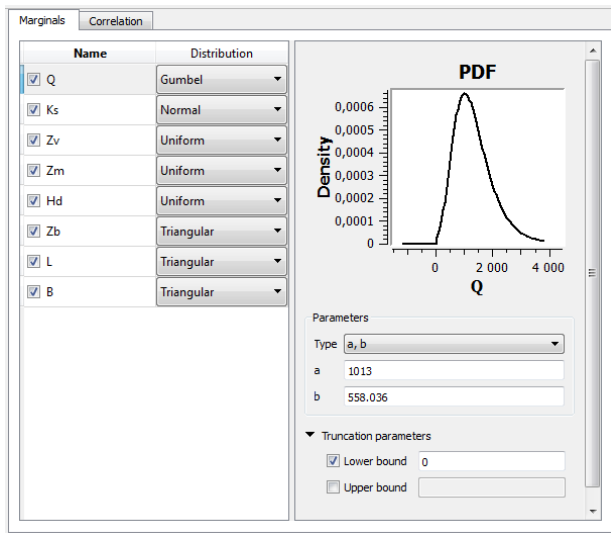 Marginals Correlation
Name Distribution
Q Gumbel
Ks Normal
Zv Uniform
Zm Uniform
Hd Uniform
Zb Triangular
L Triangular
B Triangular
PDF
Density
0,0006
0,0005
0,0004
0,0003
0,0002
0,0001
0
0 2 000 4 000
Q
Parameters
Type a, b
a 1013
b 558.036
Truncation parameters
Lower bound 0
Upper bound